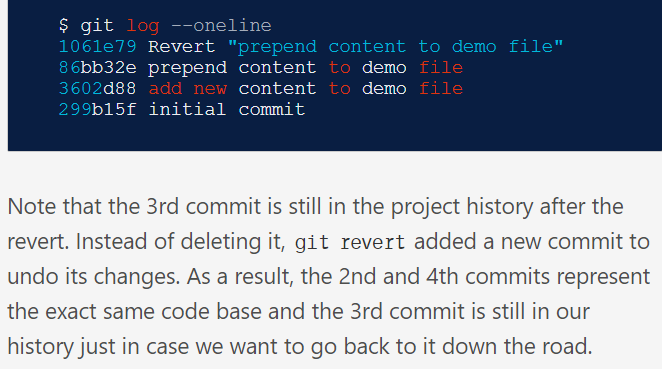 $ git log --oneline
1061e79 Revert "prepend content to demo file"
86bb32e prepend content to demo file
3602d88 add new content to demo file
299b15f initial commit
Note that the 3rd commit is still in the project history after the
revert. Instead of deleting it, git revert added a new commit to
undo its changes. As a result, the 2nd and 4th commits represent
the exact same code base and the 3rd commit is still in our
history just in case we want to go back to it down the road.